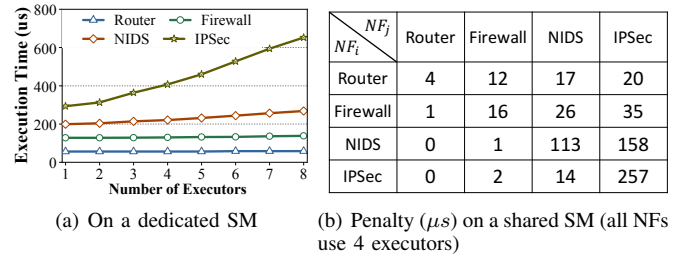 Router Firewall
NIDS IPSec
Execution Time (us)
800
600
400
200
0
1 2 3 4 5 6 7 8
Number of Executors
(a) On a dedicated SM
NFj
NFi
Router Firewall NIDS IPSec
Router 4 12 17 20
Firewall 1 16 26 35
NIDS 0 1 113 158
IPSec 0 2 14 257
(b) Penalty (μs) on a shared SM (all NFs
use 4 executors)